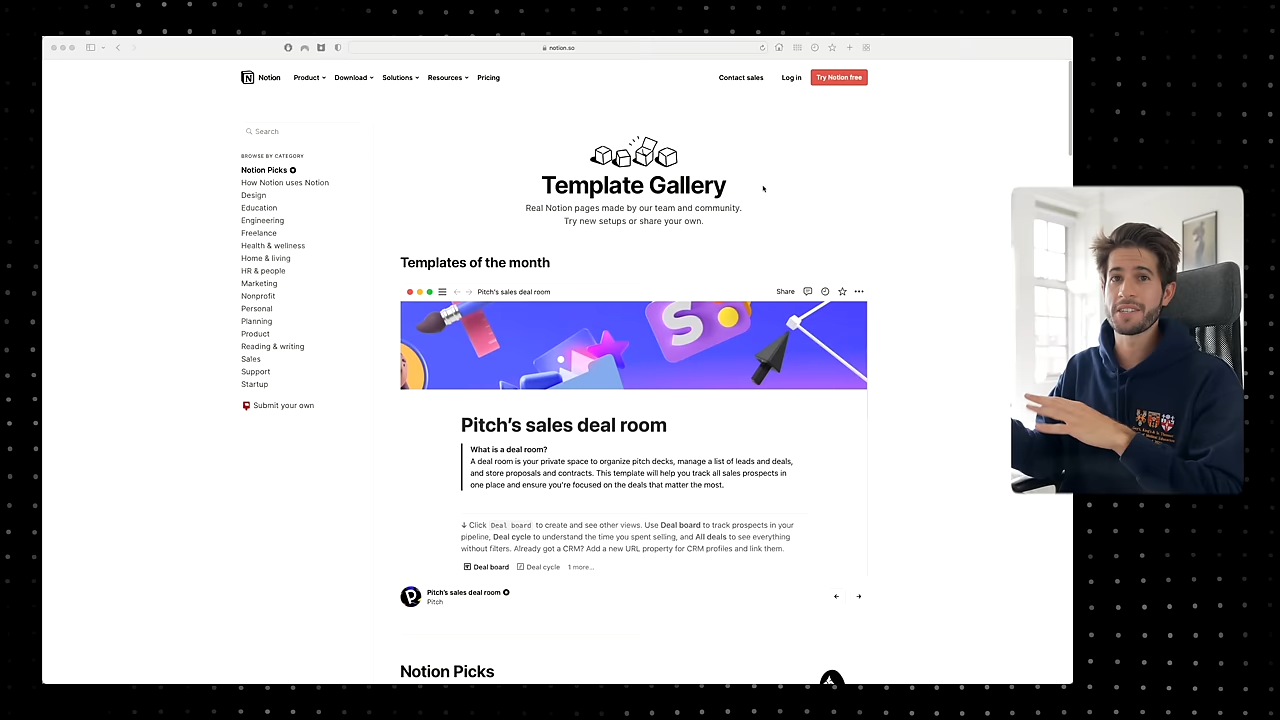 notion.so
Notion
Product
Download
Solutions
Resources
Pricing
Contact sales
Log in
Try Notion free
Search
BROWSE BY CATEGORY
Notion Picks
How Notion uses Notion
Design
Education
Engineering
Freelance
Health & wellness
Home & living
HR & people
Marketing
Nonprofit
Personal
Planning
Product
Reading & writing
Sales
Support
Startup
Submit your own
Template Gallery
Real Notion pages made by our team and community.
Try new setups or share your own.
Templates of the month
Pitch's sales deal room
Share
S
Pitch's sales deal room
What is a deal room?
A deal room is your private space to organize pitch decks, manage a list of leads and deals,
and store proposals and contracts. This template will help you track all sales prospects in
one place and ensure you're focused on the deals that matter the most.
↓ Click Deal board to create and see other views. Use Deal board to track prospects in your
pipeline, Deal cycle to understand the time you spent selling, and All deals to see everything
without filters. Already got a CRM? Add a new URL property for CRM profiles and link them.
Deal board
Deal cycle
1 more...
Pitch's sales deal room
Pitch
Notion Picks